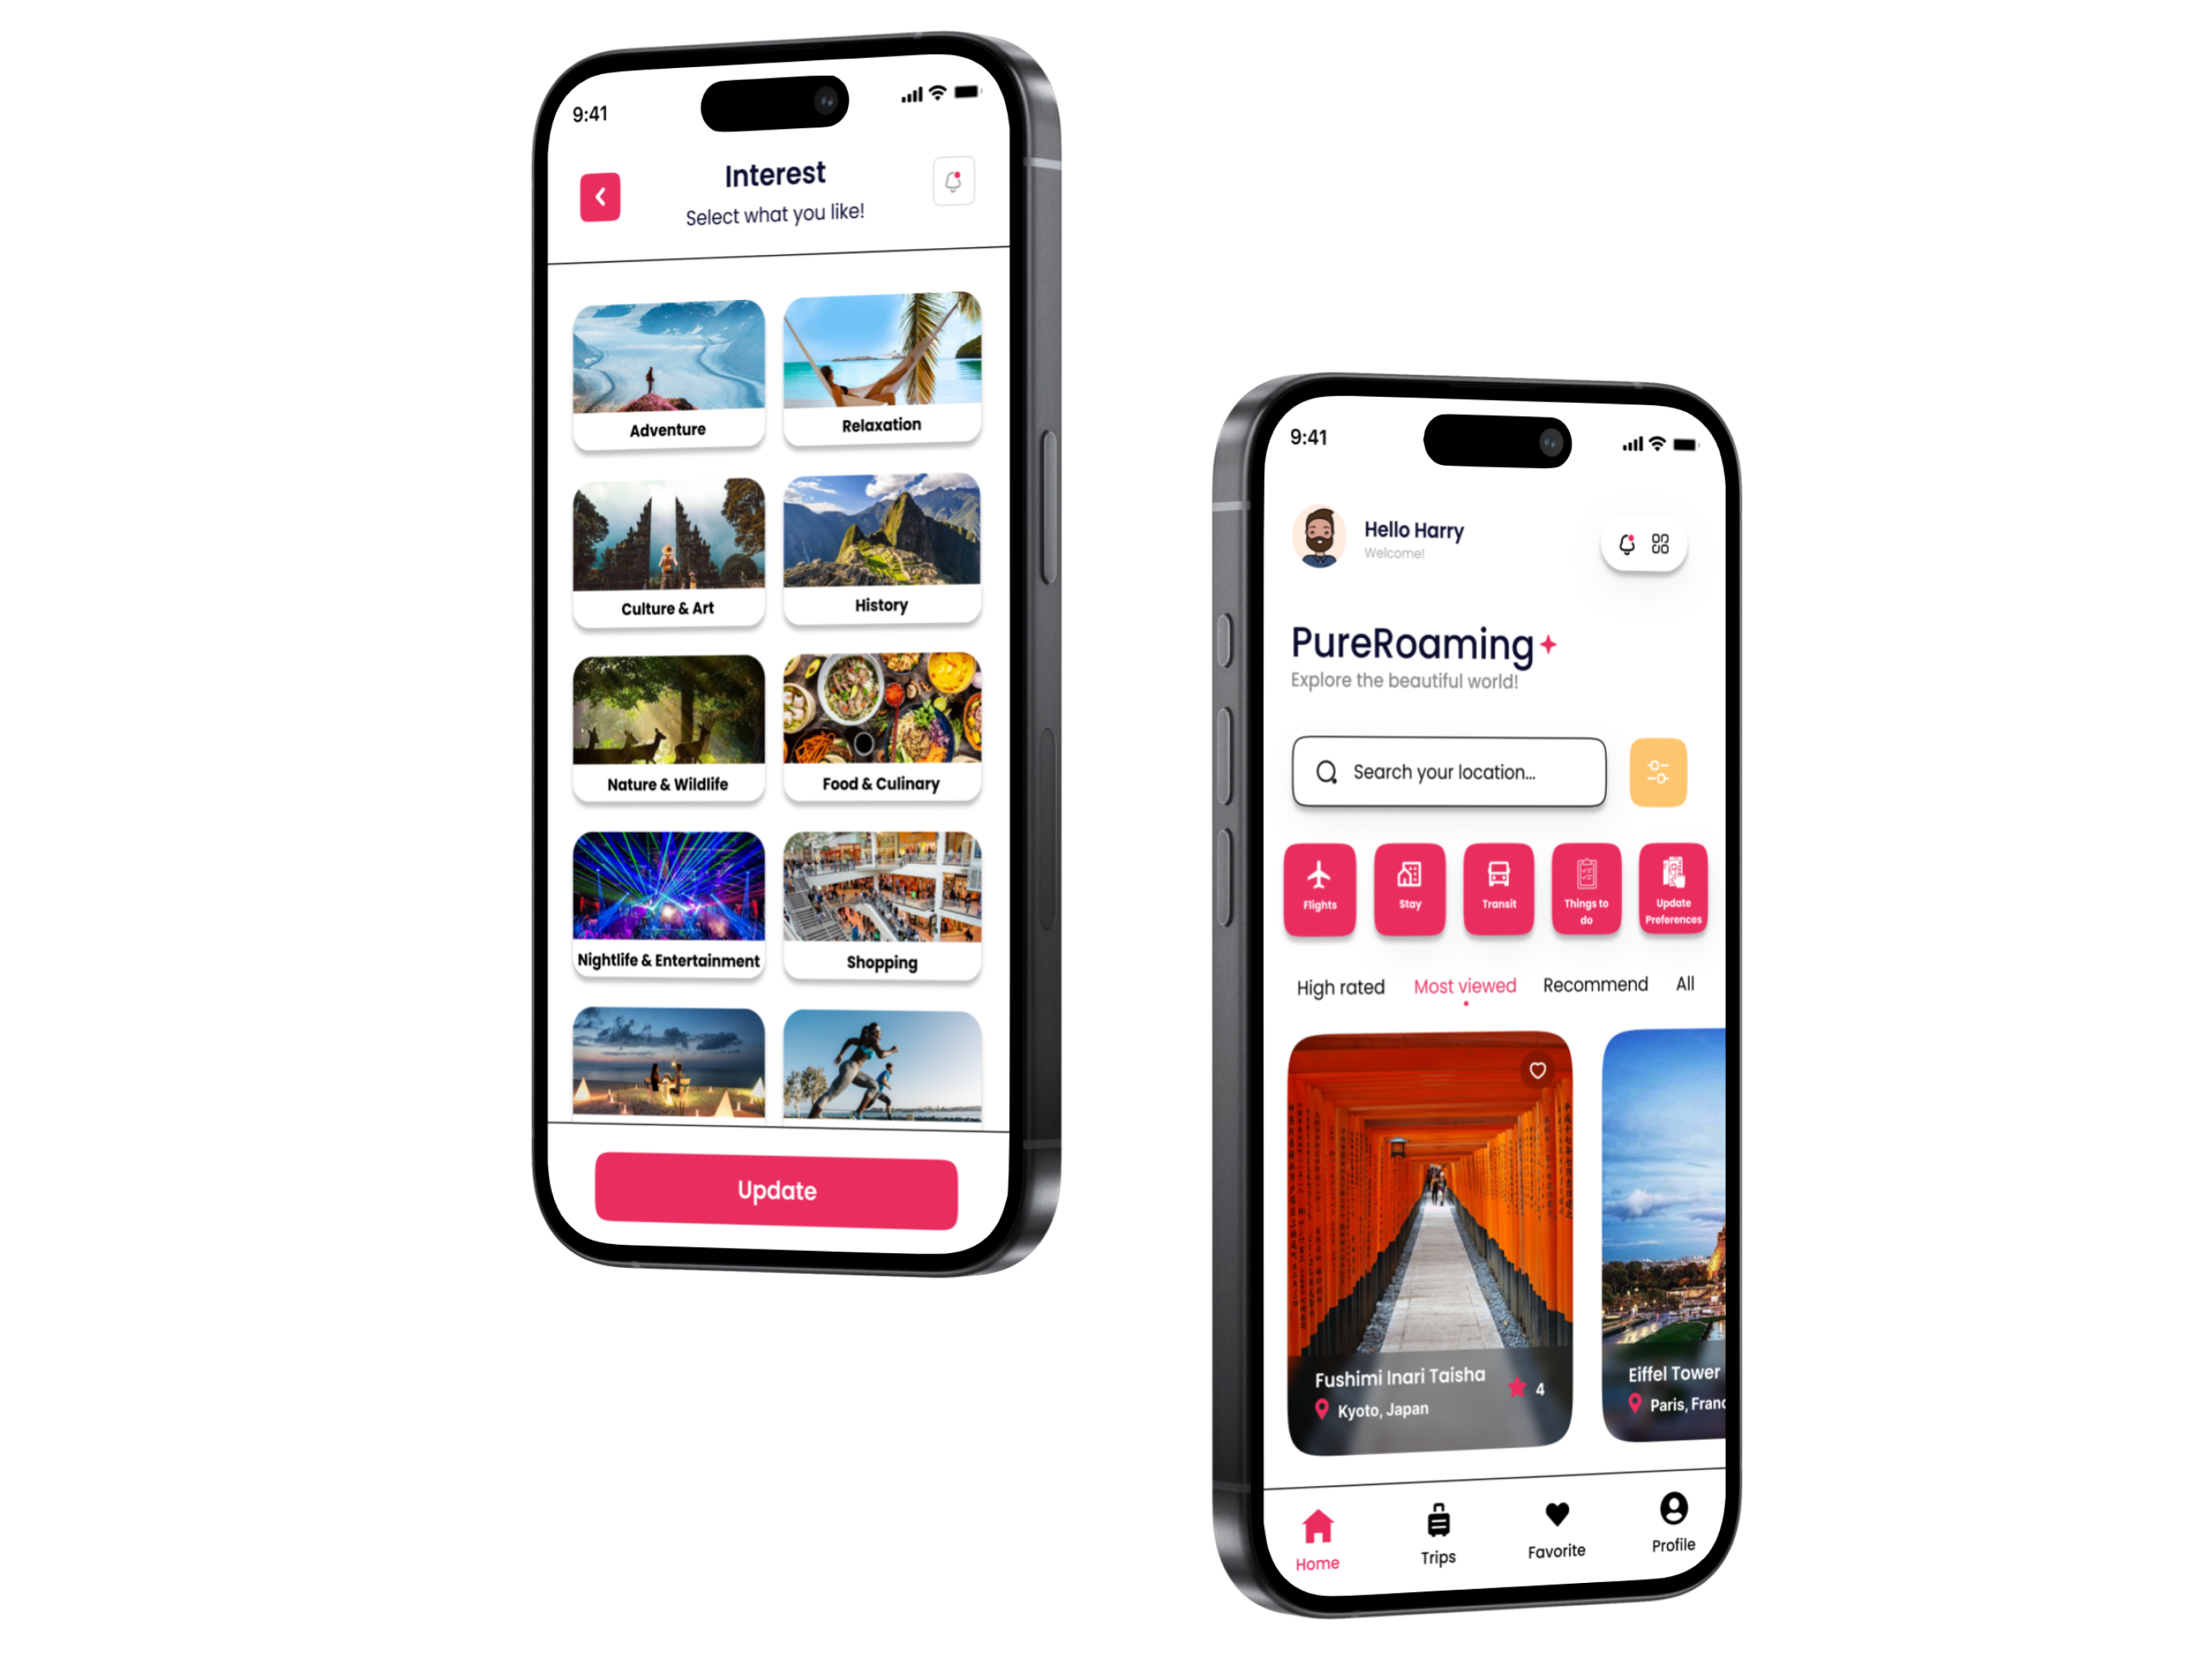 9:41
Interest
Select what you like!
Adventure
Relaxation
Culture & Art
History
Nature & Wildlife
Food & Culinary
Nightlife & Entertainment
Shopping
Update
9:41
Hello Harry
Welcome!
PureRoaming
Explore the beautiful world!
Search your location...
Flights
Stay
Transit
Things to
do
Update
Preferences
High rated
Most viewed
Recommend
All
Fushimi Inari Taisha
4
Kyoto, Japan
Eiffel Tower
Paris, Franc
Home
Trips
Favorite
Profile